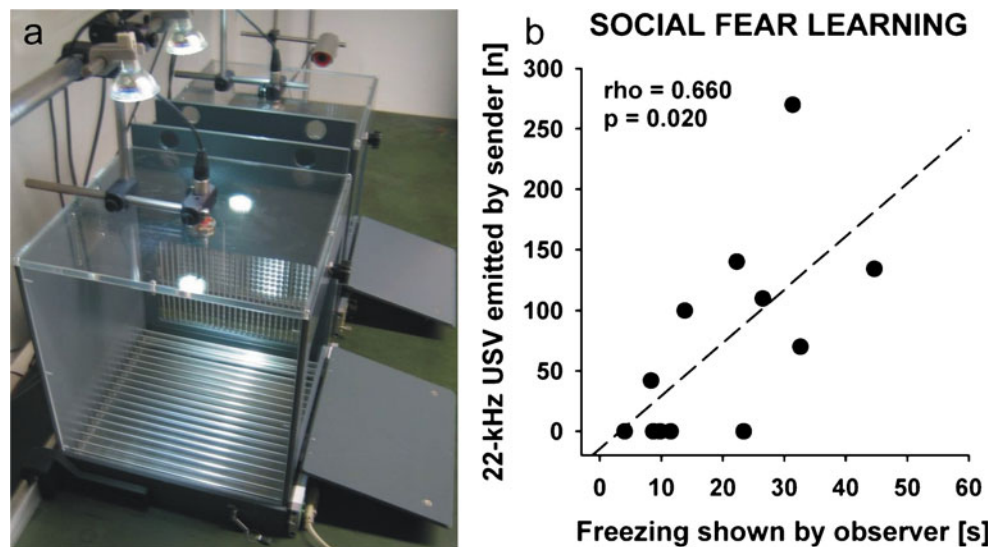 a
b
SOCIAL FEAR LEARNING
22-kHz USV emitted by sender [n]
300
250
200
150
100
50
0
rho = 0.660
p = 0.020
0 10 20 30 40 50 60
Freezing shown by observer [s]